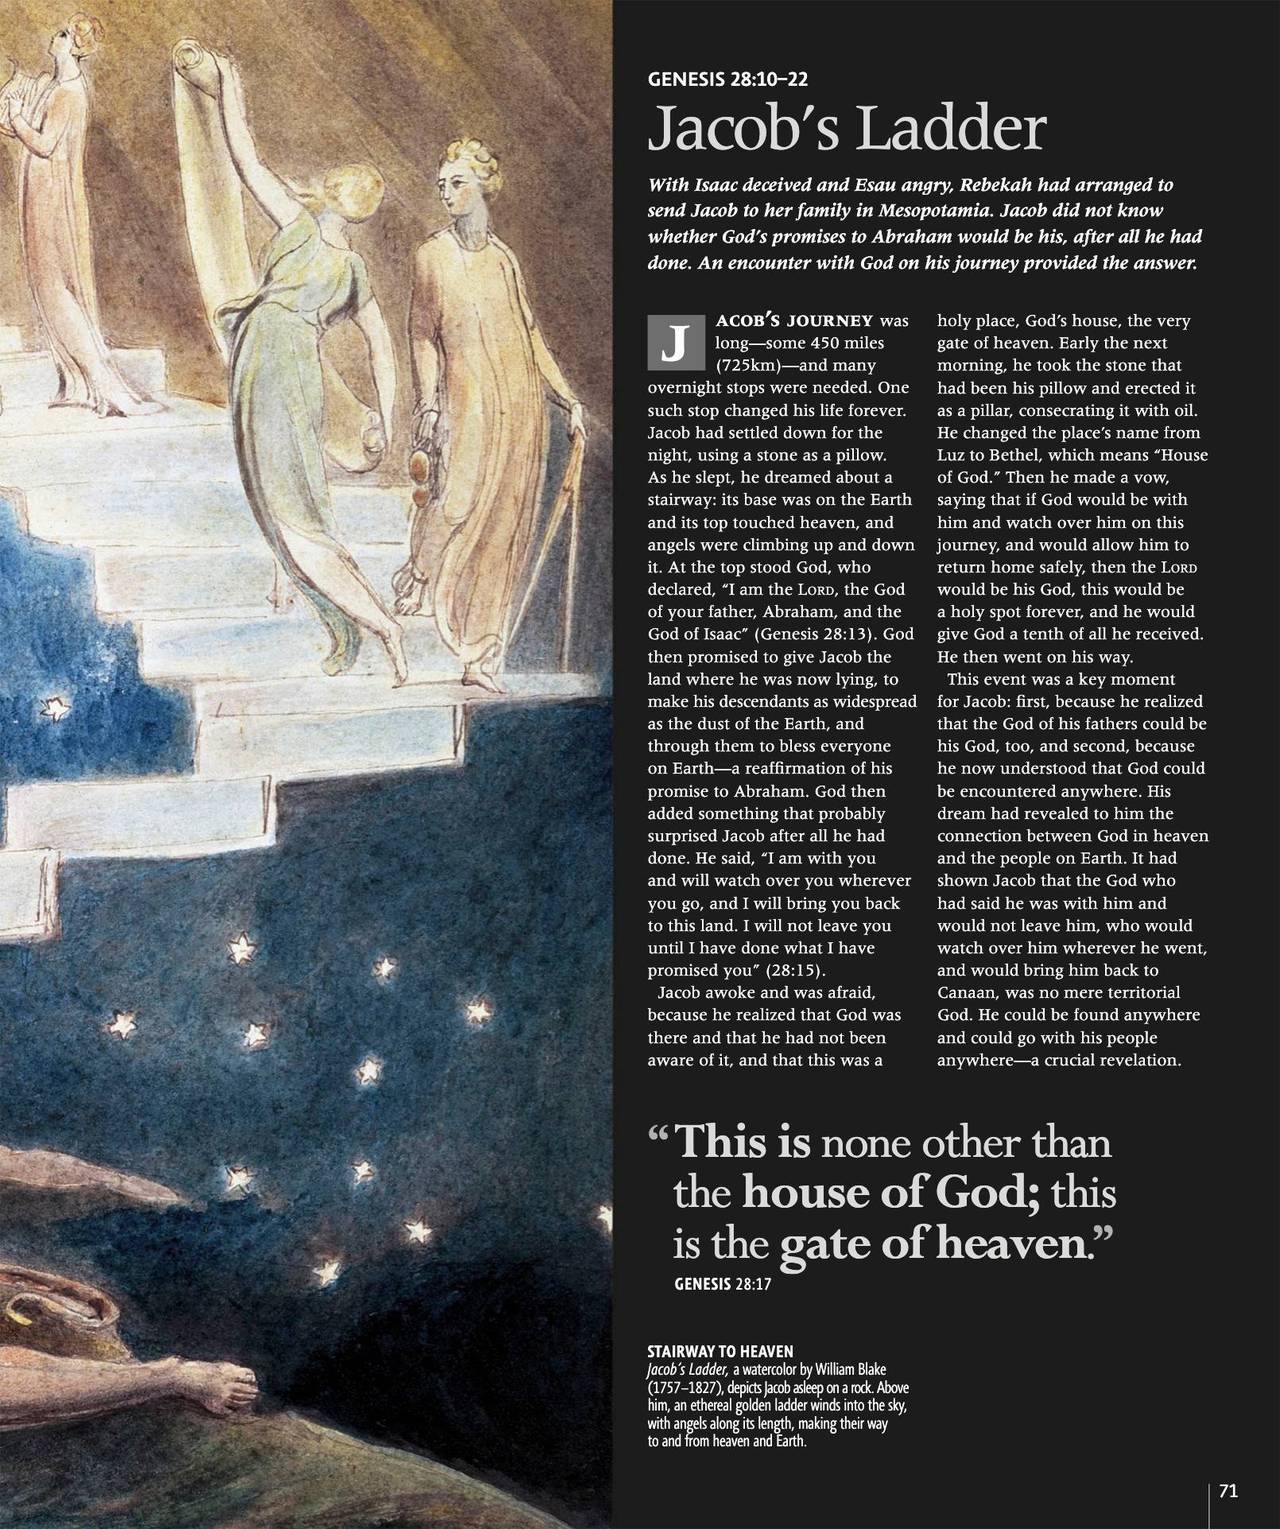 GENESIS 28:10–22
Jacob’s Ladder
With Isaac deceived and Esau angry, Rebekah had arranged to
send Jacob to her family in Mesopotamia. Jacob did not know
whether God’s promises to Abraham would be his, after all he had
done. An encounter with God on his journey provided the answer.
JACOB’S JOURNEY was
long—some 450 miles
(725km)—and many
overnight stops were needed. One
such stop changed his life forever.
Jacob had settled down for the
night, using a stone as a pillow.
As he slept, he dreamed about a
stairway: its base was on the Earth
and its top touched heaven, and
angels were climbing up and down
it. At the top stood God, who
declared, “I am the LORD, the God
of your father, Abraham, and the
God of Isaac” (Genesis 28:13). God
then promised to give Jacob the
land where he was now lying, to
make his descendants as widespread
as the dust of the Earth, and
through them to bless everyone
on Earth—a reaffirmation of his
promise to Abraham. God then
added something that probably
surprised Jacob after all he had
done. He said, “I am with you
and will watch over you wherever
you go, and I will bring you back
to this land. I will not leave you
until I have done what I have
promised you” (28:15).
Jacob awoke and was afraid,
because he realized that God was
there and that he had not been
aware of it, and that this was a
holy place, God’s house, the very
gate of heaven. Early the next
morning, he took the stone that
had been his pillow and erected it
as a pillar, consecrating it with oil.
He changed the place’s name from
Luz to Bethel, which means “House
of God.” Then he made a vow,
saying that if God would be with
him and watch over him on this
journey, and would allow him to
return home safely, then the LORD
would be his God, this would be
a holy spot forever, and he would
give God a tenth of all he received.
He then went on his way.
This event was a key moment
for Jacob: first, because he realized
that the God of his fathers could be
his God, too, and second, because
he now understood that God could
be encountered anywhere. His
dream had revealed to him the
connection between God in heaven
and the people on Earth. It had
shown Jacob that the God who
had said he was with him and
would not leave him, who would
watch over him wherever he went,
and would bring him back to
Canaan, was no mere territorial
God. He could be found anywhere
and could go with his people
anywhere—a crucial revelation.
“This is none other than
the house of God; this
is the gate of heaven.”
GENESIS 28:17
STAIRWAY TO HEAVEN
Jacob’s Ladder, a watercolor by William Blake
(1757–1827), depicts Jacob asleep on a rock. Above
him, an ethereal golden ladder winds into the sky,
with angels along its length, making their way
to and from heaven and Earth.
71